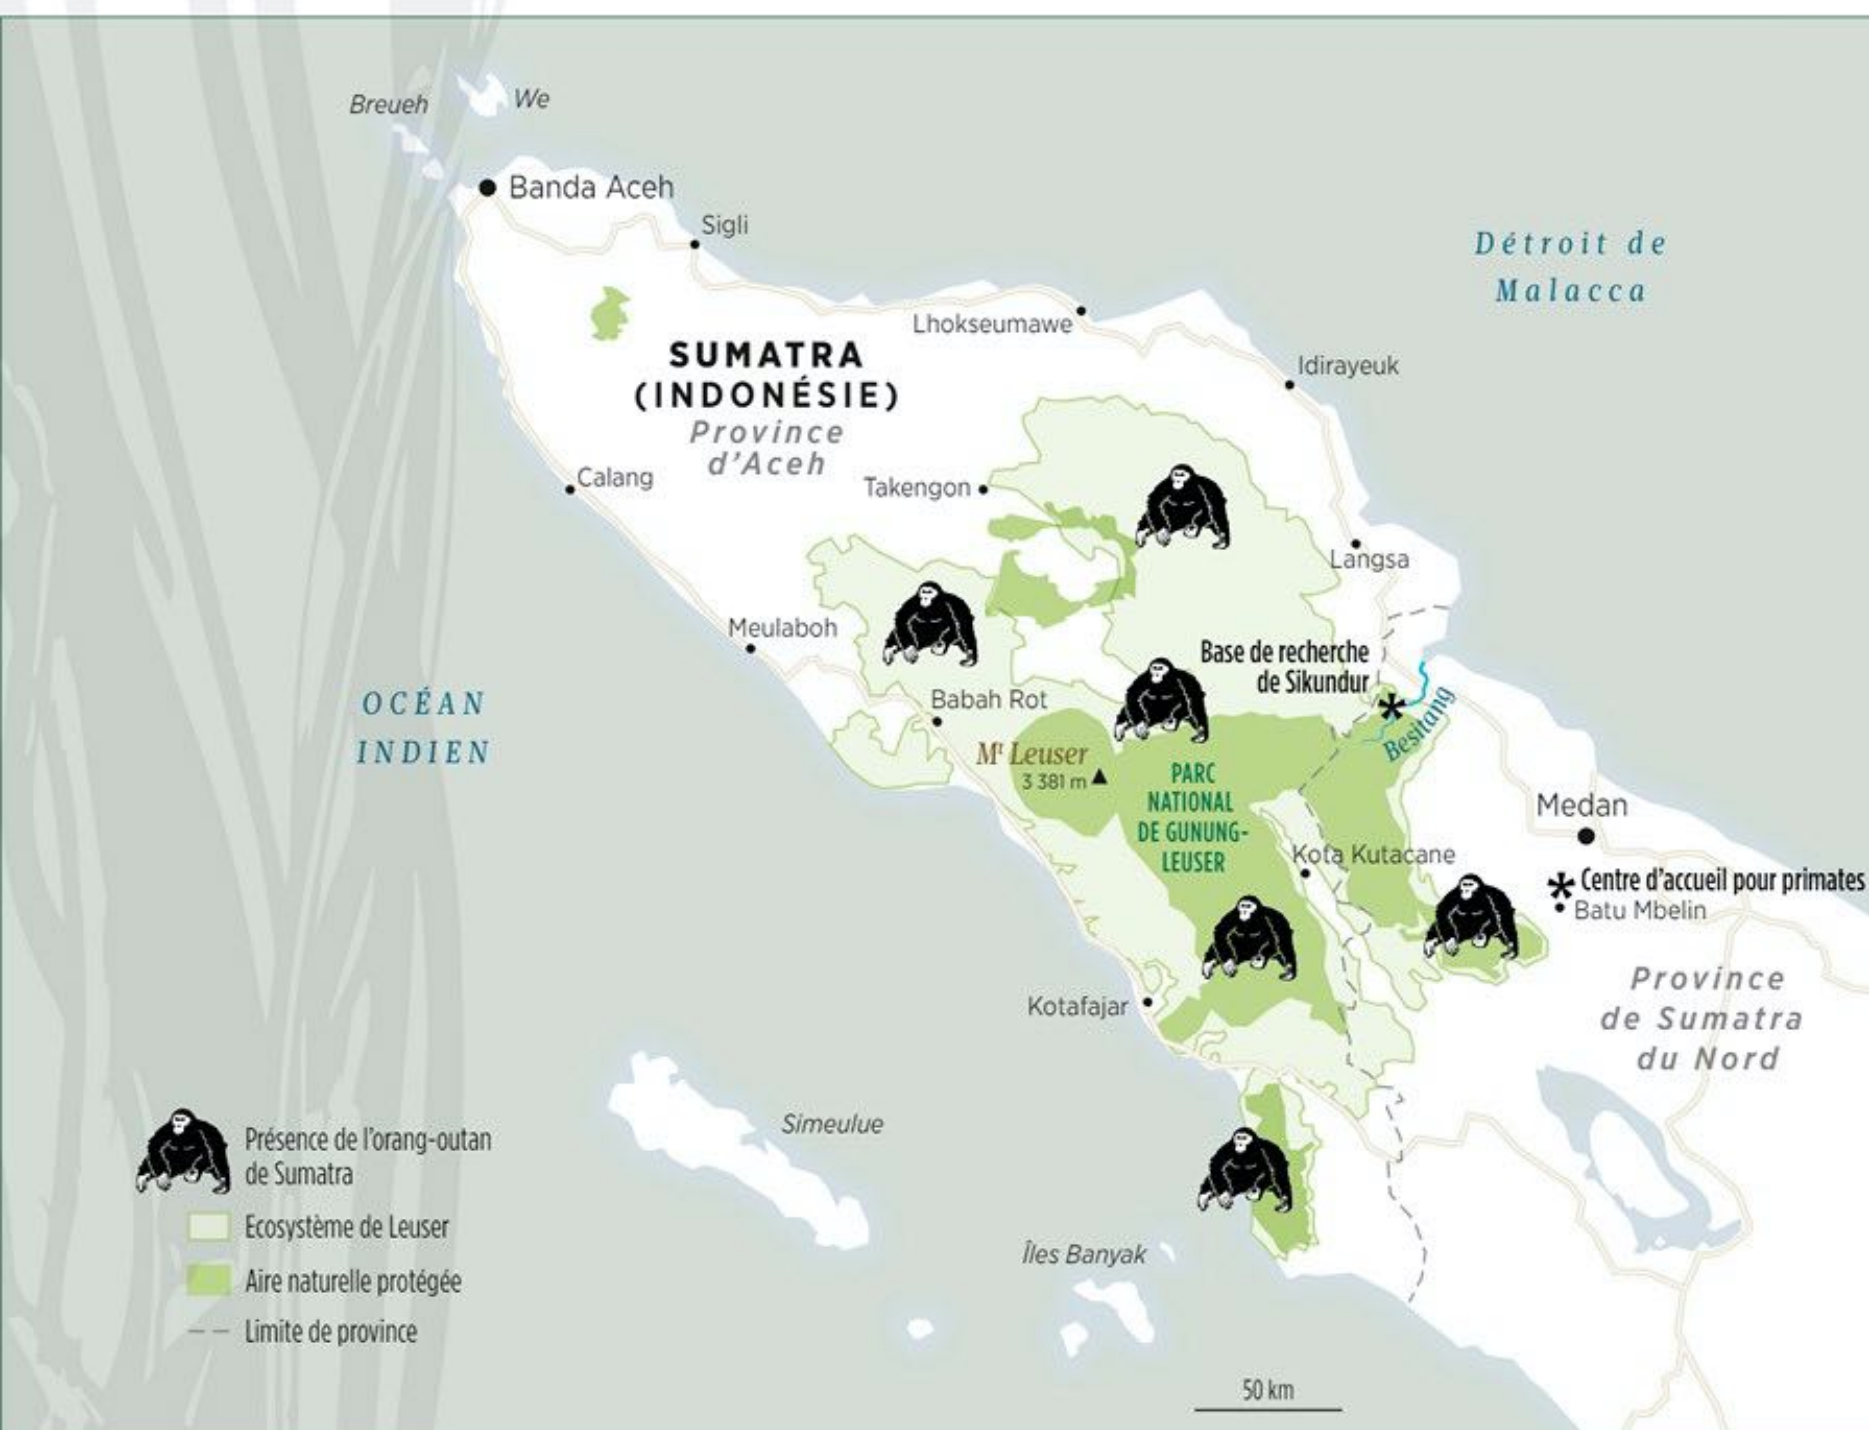 Breueh
We
Banda Aceh
Sigli
Détroit de
Malacca
Lhokseumawe
SUMATRA
(INDONÉSIE)
Province
d'Aceh
Idirayeuk
Calang
Takengon
Langsa
Meulaboh
Base de recherche
de Sikundur
OCÉAN
INDIEN
Babah Rot
Besitang
Mt Leuser
3 381 m
PARC
NATIONAL
DE GUNUNG-
LEUSER
Medan
Kota Kutacane
Centre d'accueil pour primates
Batu Mbelin
Kotafajar
Province
de Sumatra
du Nord
Simeulue
Îles Banyak
Présence de l'orang-outan
de Sumatra
Ecosystème de Leuser
Aire naturelle protégée
Limite de province
50 km